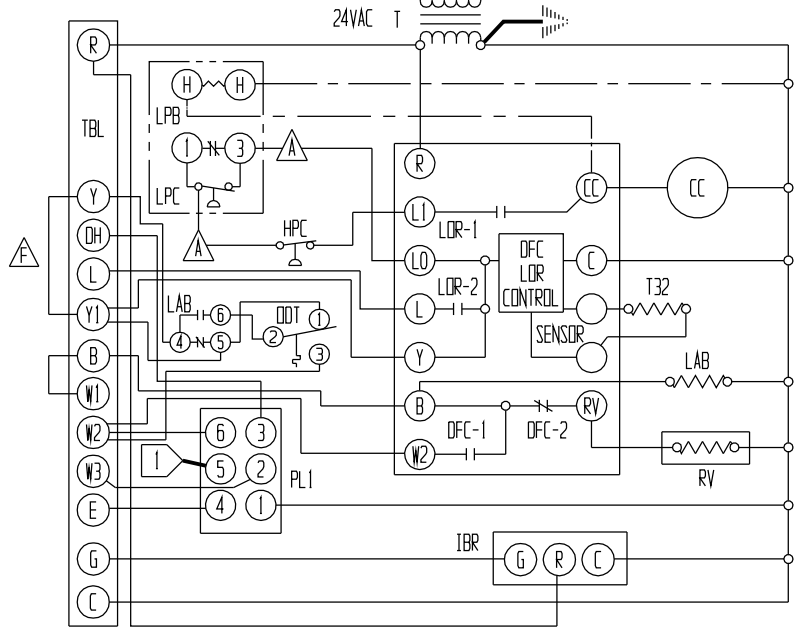 24VAC T
R
TBL
H H
LPB
1 3 A
LPC
R
CC CC
Y
HPC
L1 LOR-1
F
OH
A
LO
DFC
LOR
CONTROL
C
L
LOR-2
T32
LAB 6 ODT 1
L
Y1
SENSOR
4 5 2
3
Y
B
LAB
W1
B RV
W2
6 3
DFC-1 DFC-2
W2
1
5 2
PL1
RV
W3
4 1
E
IBR
G
G R C
C